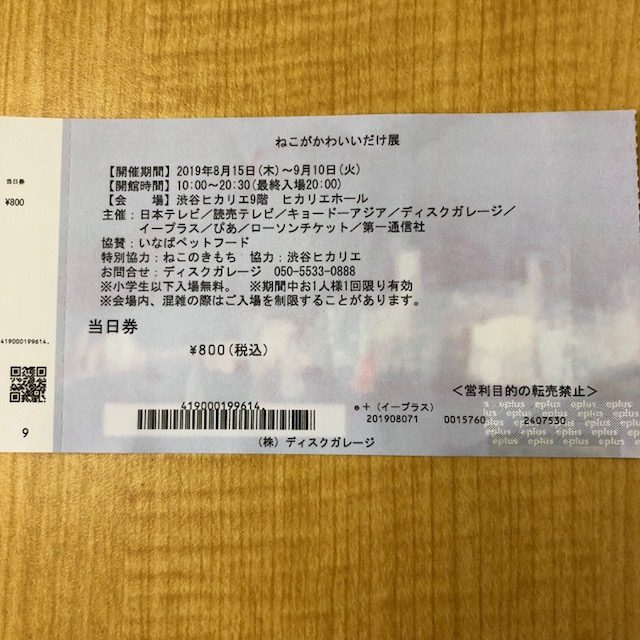 当日券
¥800
419000199614.
9
ねこがかわいいだけ展
【開催期間】2019年8月15日(木)～9月10日(火)
【開館時間】10:00～20:30(最終入場20:00)
【会　　場】渋谷ヒカリエ9階　ヒカリエホール
主催：日本テレビ／読売テレビ／キョードーアジア／ディスクガレージ／
イープラス／ぴあ／ローソンチケット／第一通信社
協賛：いなばペットフード
特別協力：ねこのきもち　協力：渋谷ヒカリエ
お問合せ：ディスクガレージ　050-5533-0888
※小学生以下入場無料。　※期間中お1人様1回限り有効
※会場内、混雑の際はご入場を制限することがあります。
当日券
¥800(税込)
＜営利目的の転売禁止＞
419000199614.
e＋(イープラス)
201908071　0015760　2407530
(株)ディスクガレージ
eplus eplus eplus eplus